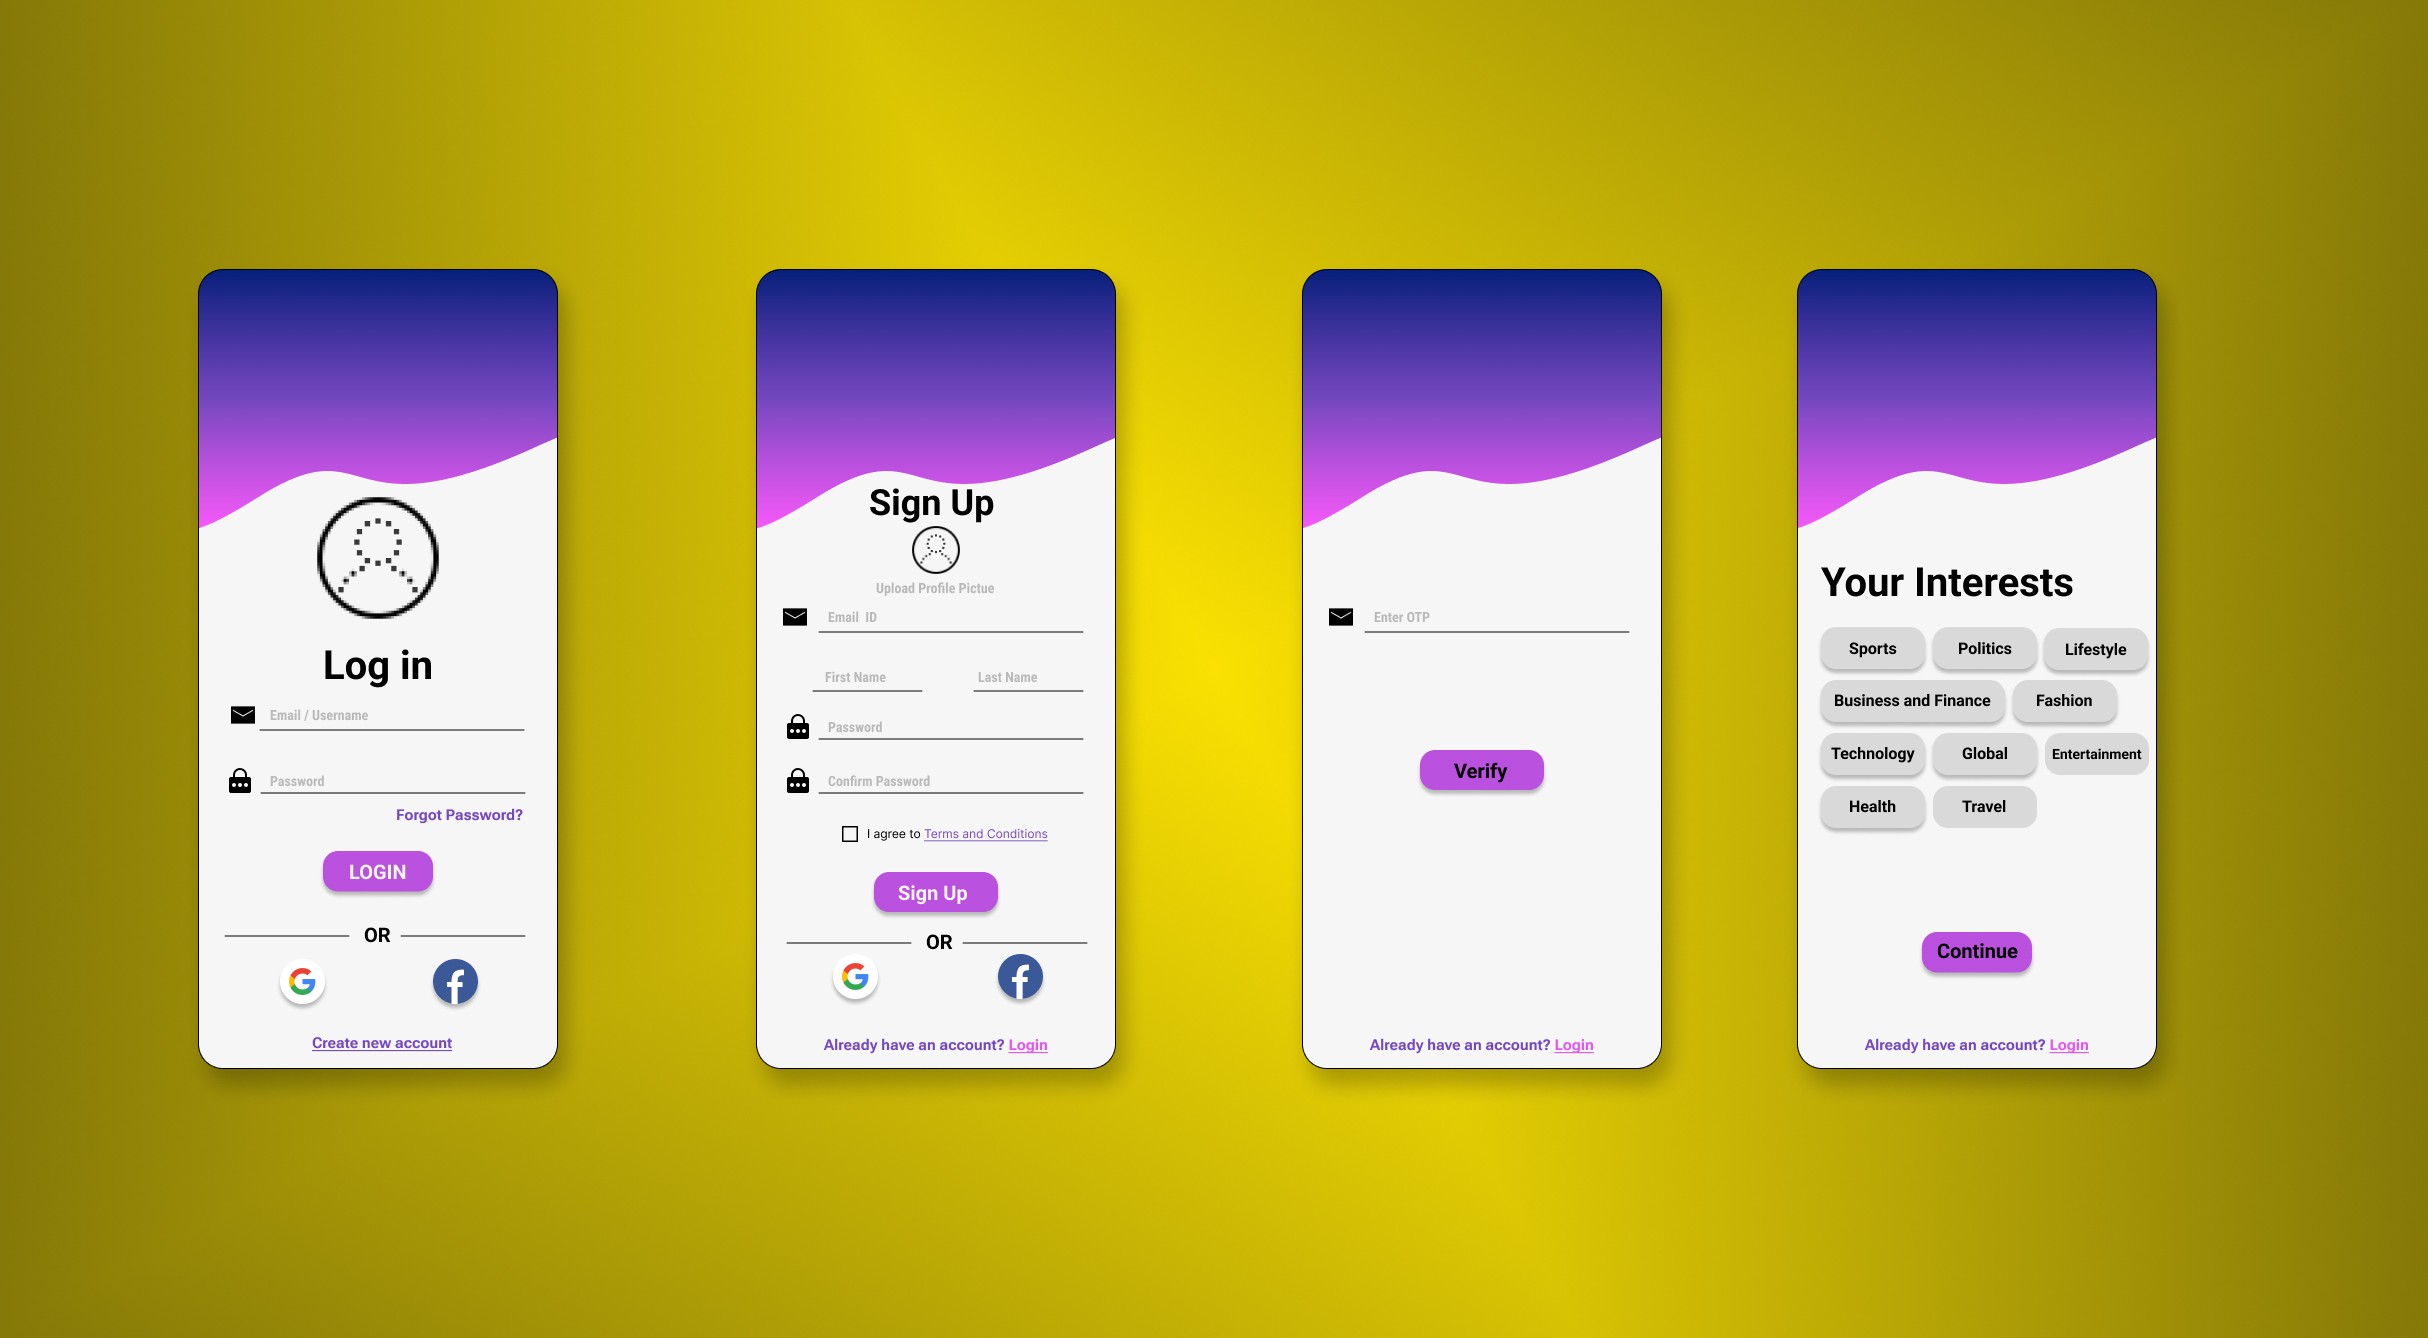 Log in
Email / Username
Password
Forgot Password?
LOGIN
OR
Create new account
Sign Up
Upload Profile Pictue
Email ID
First Name Last Name
Password
Confirm Password
I agree to Terms and Conditions
Sign Up
OR
Already have an account? Login
Enter OTP
Verify
Already have an account? Login
Your Interests
Sports Politics Lifestyle
Business and Finance Fashion
Technology Global Entertainment
Health Travel
Continue
Already have an account? Login